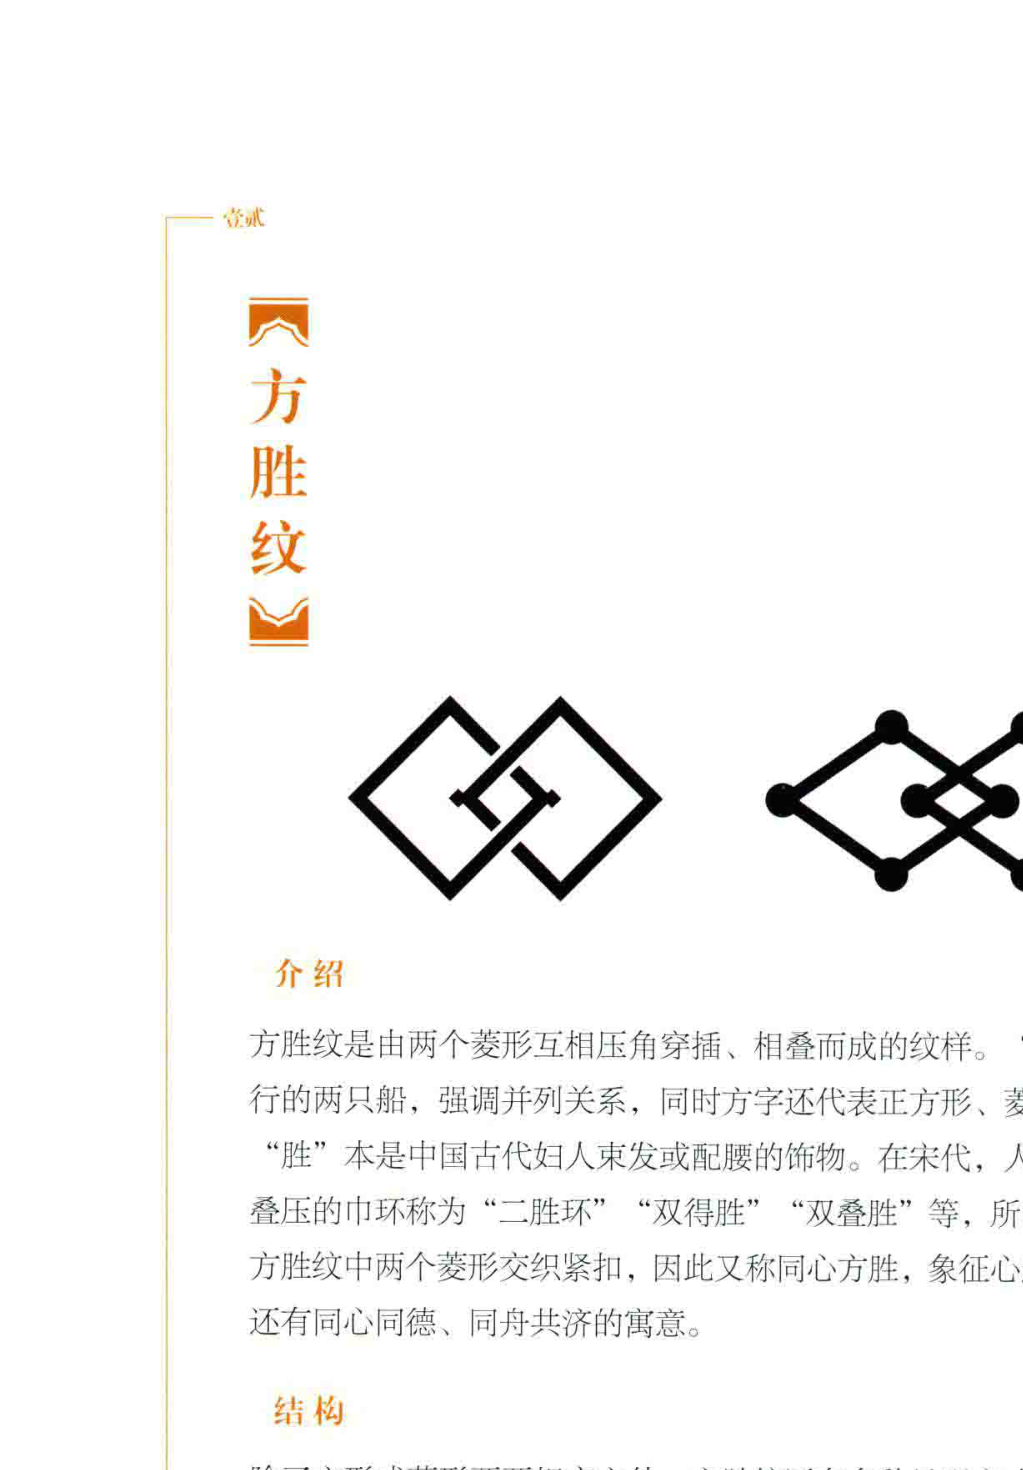 壹贰
方胜纹
介绍
方胜纹是由两个菱形互相压角穿插、相叠而成的纹样。
行的两只船，强调并列关系，同时方字还代表正方形、菱
“胜”本是中国古代妇人束发或配腰的饰物。在宋代，人
叠压的巾环称为“二胜环”“双得胜”“双叠胜”等，所
方胜纹中两个菱形交织紧扣，因此又称同心方胜，象征心
还有同心同德、同舟共济的寓意。
结构